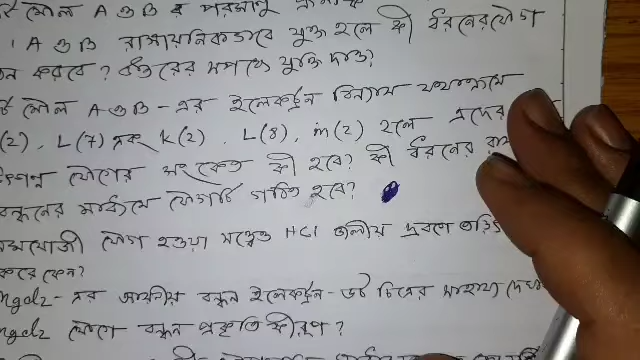 মৌল A ও B র পরমাণু
A ও B রাসায়নিকভাবে যুক্ত হলে কী ধরনের যৌগ
করবে? উত্তরের সপক্ষে যুক্তি দাও?
মৌল A ও B-এর ইলেকট্রন বিন্যাস যথাক্রমে
(2), L(7) এবং K(2), L(8), M(2) হলে এদের
যৌগের সংকেত কী হবে? কী ধরনের
বন্ধনের মাধ্যমে যৌগটি গঠিত হবে?
যৌগ হওয়া সত্ত্বেও HCl জলীয় দ্রবণে তড়িৎ
করে কেন?
MgCl2-এর আয়নীয় বন্ধন ইলেকট্রন-ডট চিত্রের সাহায্যে
MgCl2 যৌগে বন্ধন প্রকৃতি কীরূপ?